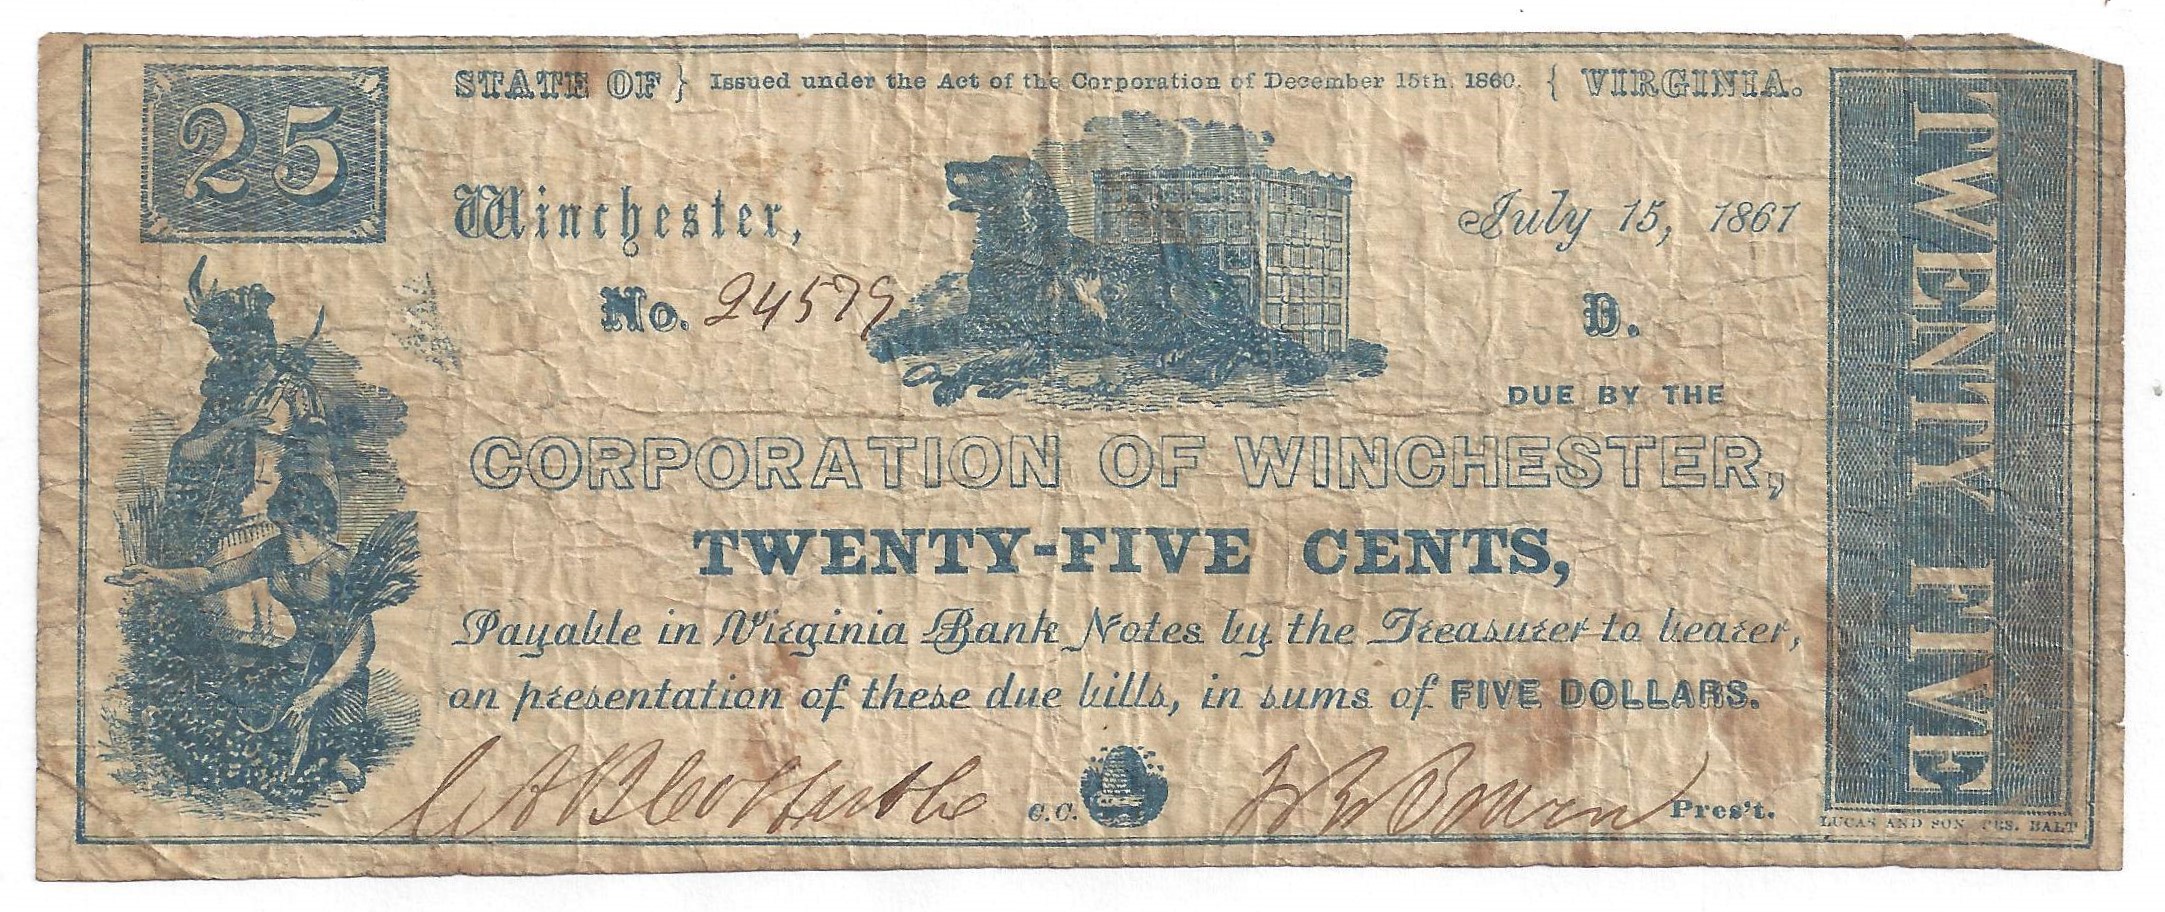 25
STATE OF } Issued under the Act of the Corporation of December 15th, 1860. { VIRGINIA.
Winchester, July 15, 1861
No. 24579 D.
DUE BY THE
CORPORATION OF WINCHESTER,
TWENTY-FIVE CENTS,
Payable in Virginia Bank Notes by the Treasurer to bearer,
on presentation of these due bills, in sums of FIVE DOLLARS.
C.C. Pres't.
TWENTY FIVE
LUCAS AND SON PRS. BALT